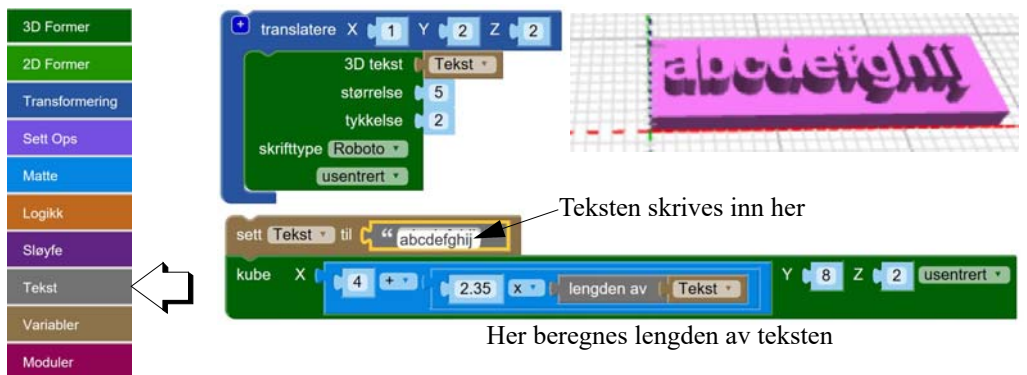 3D Former
2D Former
Transformering
Sett Ops
Matte
Logikk
Sløyfe
Tekst
Variabler
Moduler
translatere X 1 Y 2 Z 2
3D tekst Tekst
størrelse 5
tykkelse 2
skrifttype Roboto
usentrert
abcdefghij
Teksten skrives inn her
sett Tekst til “ abcdefghij ”
kube X 4 + 2.35 x lengden av Tekst Y 8 Z 2 usentrert
Her beregnes lengden av teksten